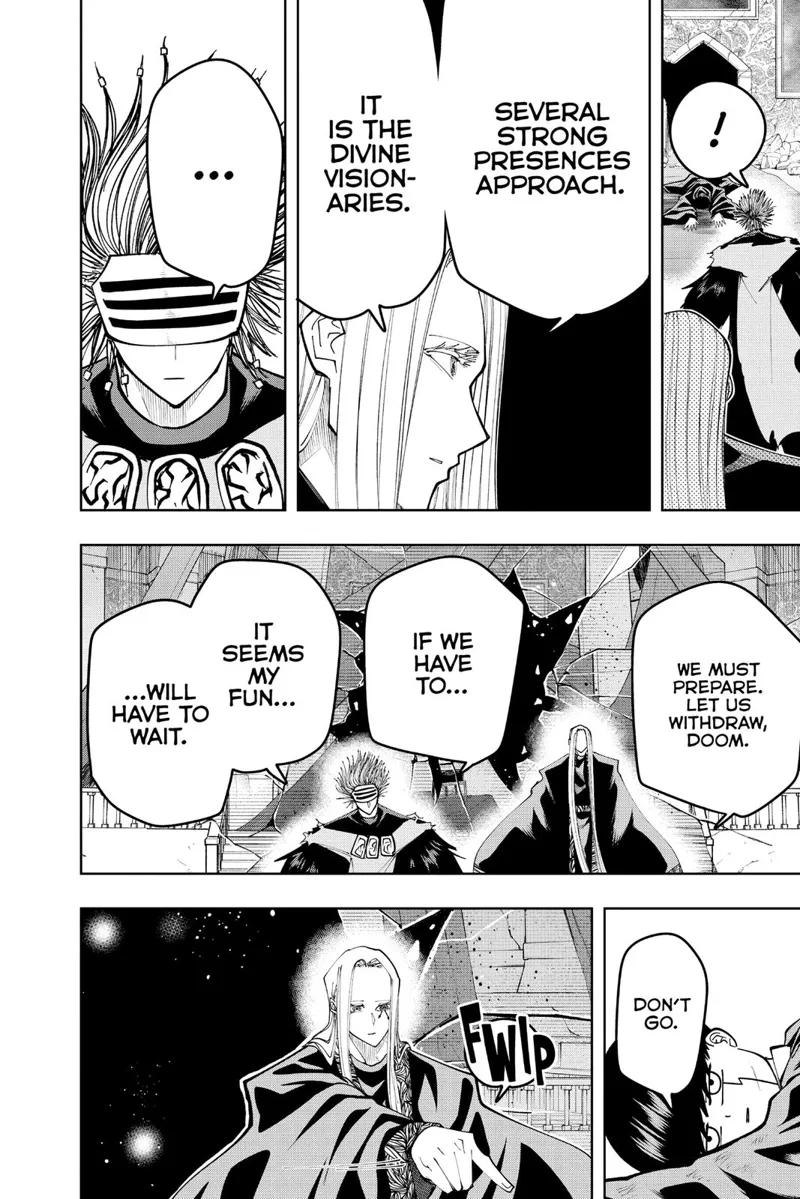 !
SEVERAL
STRONG
PRESENCES
APPROACH.
IT
IS THE
DIVINE
VISION-
ARIES.
...
WE MUST
PREPARE.
LET US
WITHDRAW,
DOOM.
IF WE
HAVE
TO...
IT
SEEMS
MY
FUN...
...WILL
HAVE TO
WAIT.
DON'T
GO.
FWIP